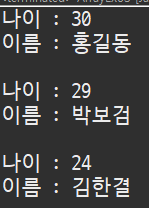 나이 : 30
이름 : 홍길동
나이 : 29
이름 : 박보검
나이 : 24
이름 : 김한결